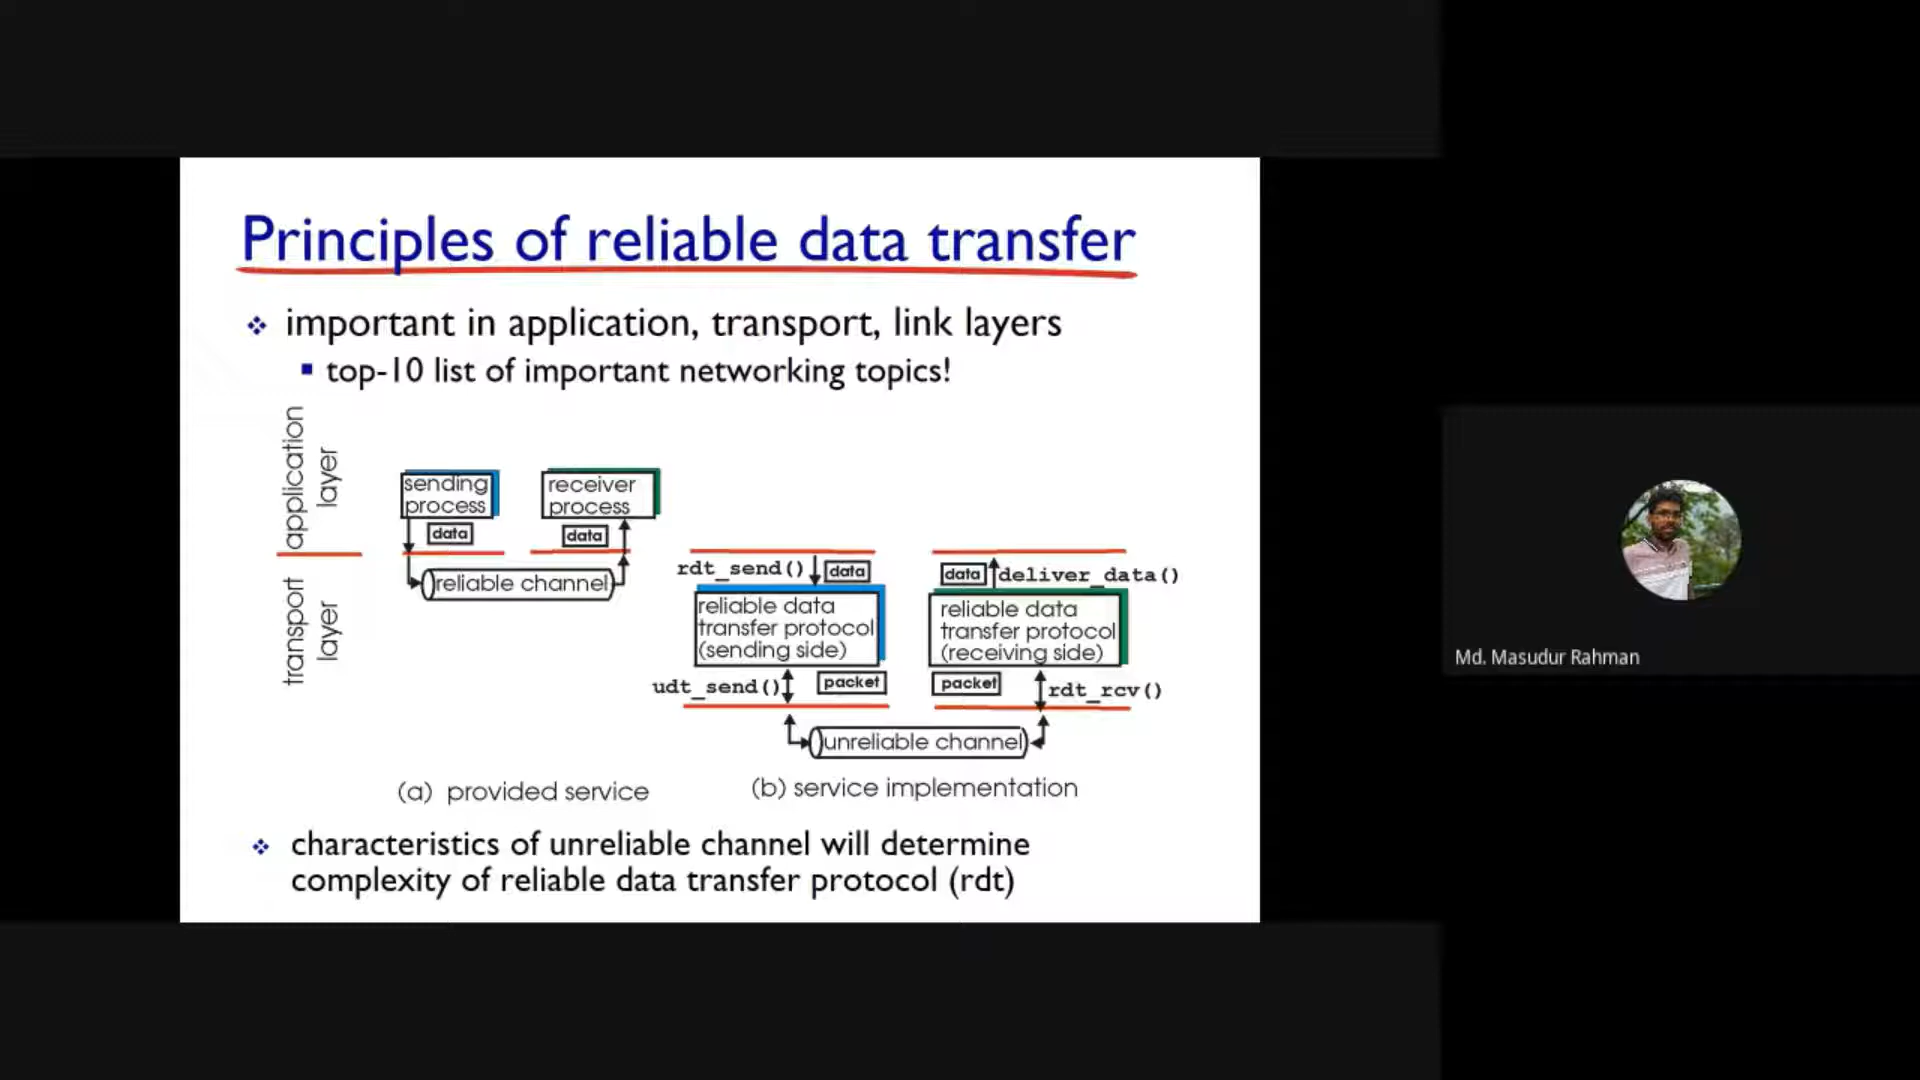 Principles of reliable data transfer
important in application, transport, link layers
top-10 list of important networking topics!
application
layer
transport
layer
sending
process
data
receiver
process
data
reliable channel
rdt_send()
data
reliable data
transfer protocol
(sending side)
udt_send()
packet
data
deliver_data()
reliable data
transfer protocol
(receiving side)
packet
rdt_rcv()
unreliable channel
(a) provided service
(b) service implementation
characteristics of unreliable channel will determine
complexity of reliable data transfer protocol (rdt)
Md. Masudur Rahman